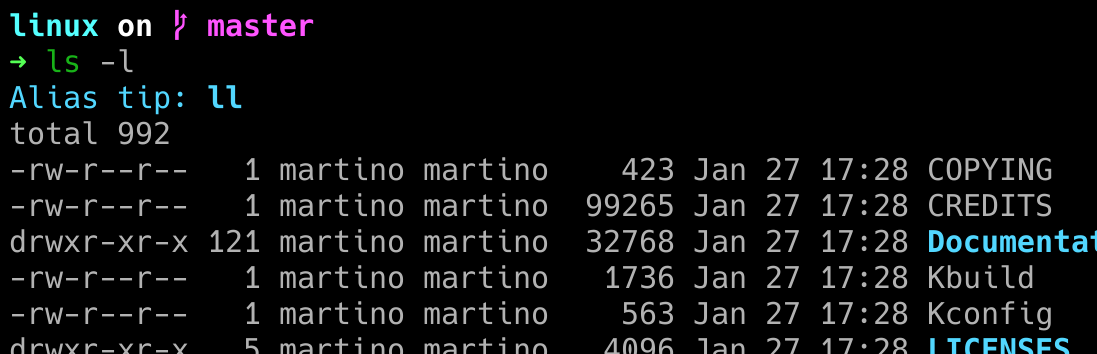 linux on  master
➜ ls -l
Alias tip: ll
total 992
-rw-r--r--   1 martino martino   423 Jan 27 17:28 COPYING
-rw-r--r--   1 martino martino 99265 Jan 27 17:28 CREDITS
drwxr-xr-x 121 martino martino 32768 Jan 27 17:28 Documentat
-rw-r--r--   1 martino martino  1736 Jan 27 17:28 Kbuild
-rw-r--r--   1 martino martino   563 Jan 27 17:28 Kconfig
drwxr-xr-x   5 martino martino  4096 Jan 27 17:28 LICENSES